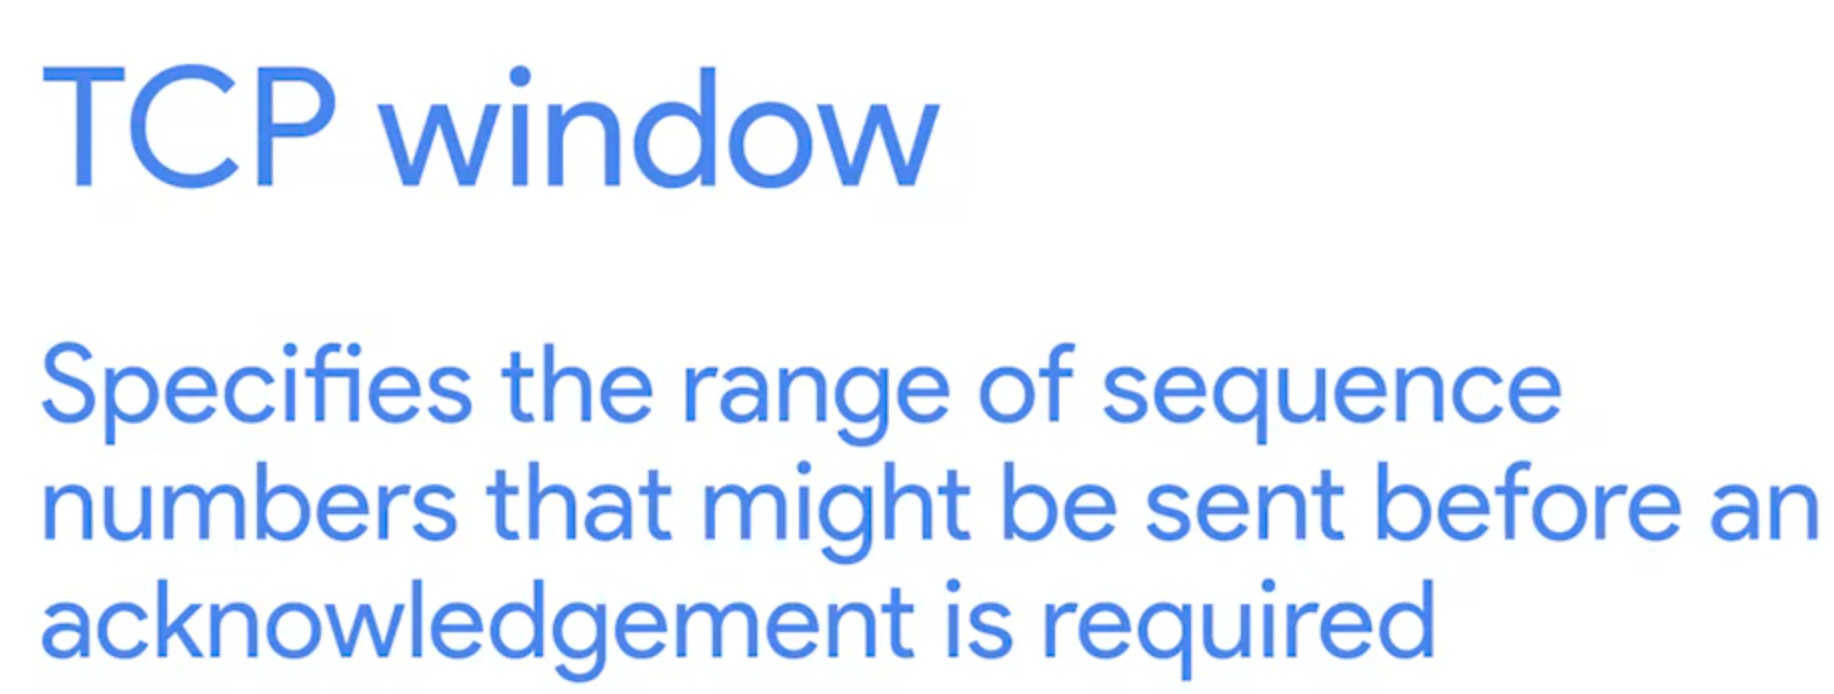 TCP window
Specifies the range of sequence
numbers that might be sent before an
acknowledgement is required